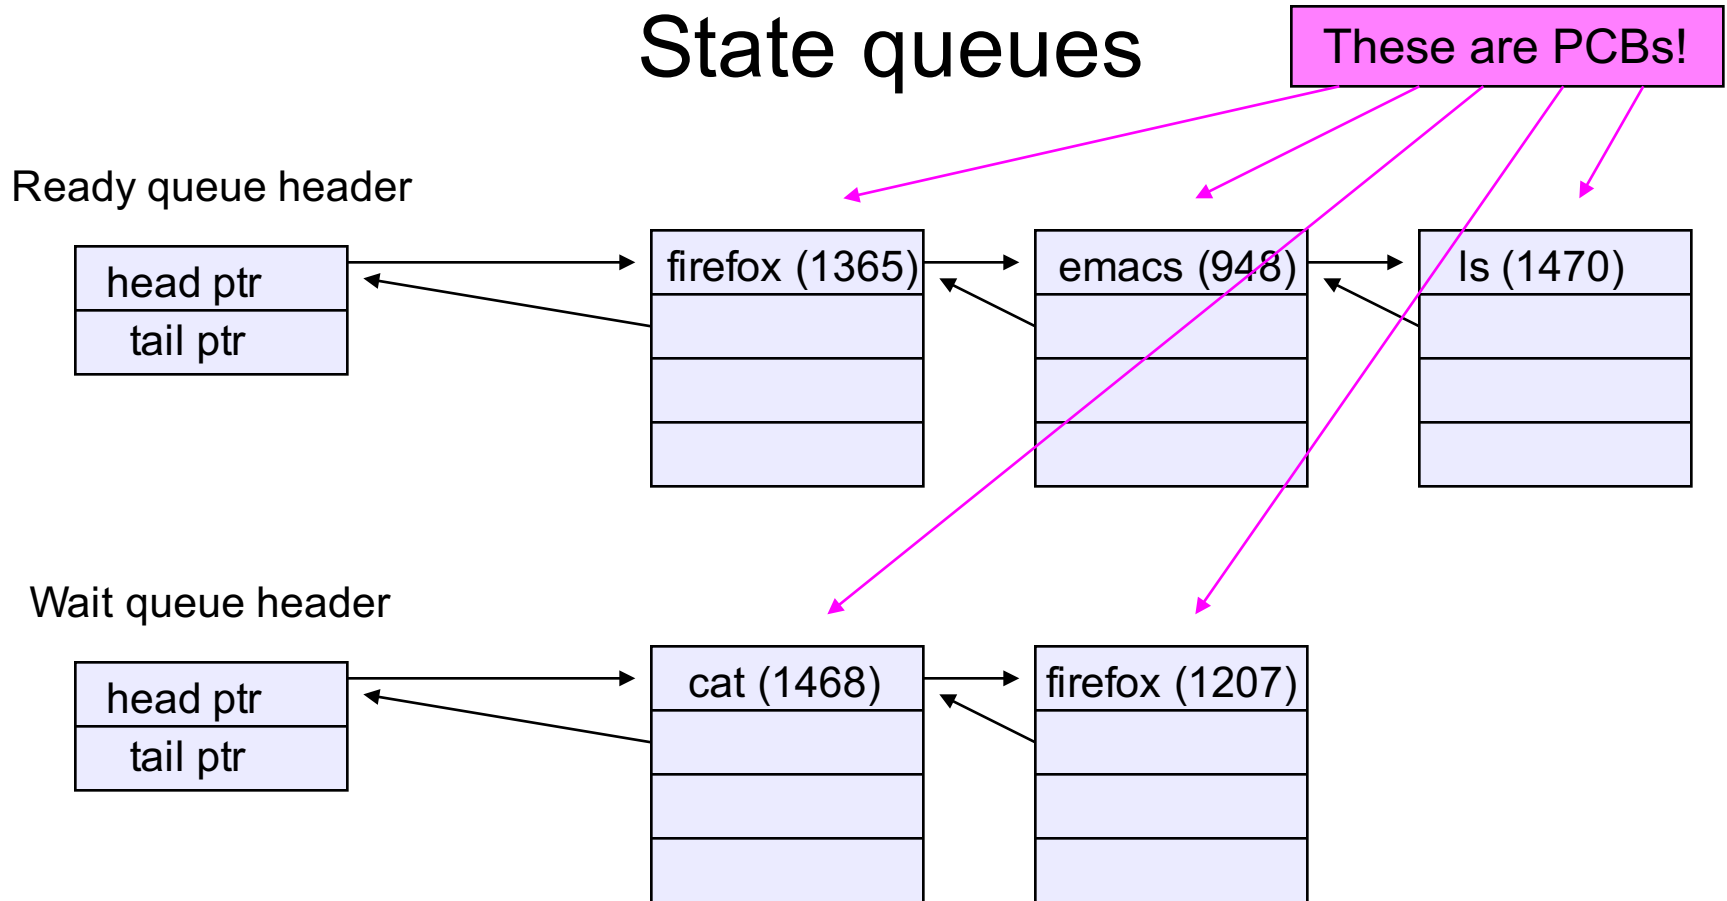 State queues
These are PCBs!
Ready queue header
head ptr
tail ptr
firefox (1365)
emacs (948)
ls (1470)
Wait queue header
head ptr
tail ptr
cat (1468)
firefox (1207)